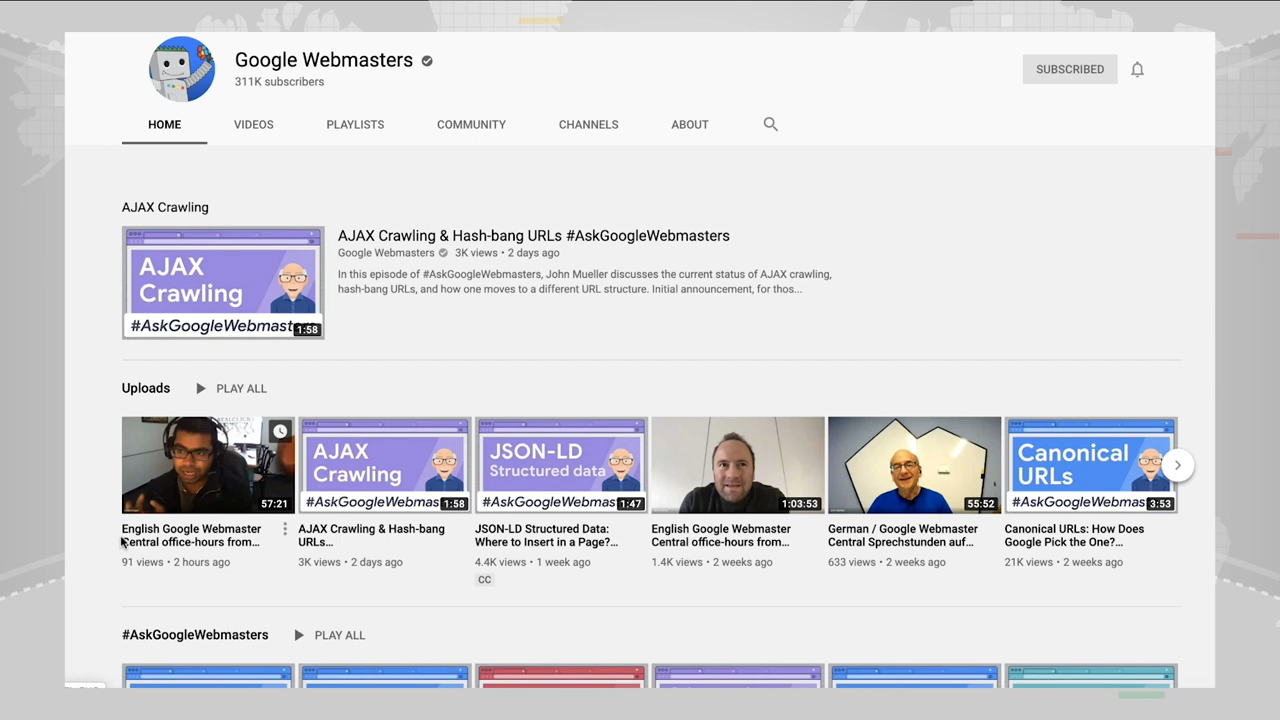 Google Webmasters
311K subscribers
SUBSCRIBED
HOME VIDEOS PLAYLISTS COMMUNITY CHANNELS ABOUT
AJAX Crawling
AJAX
Crawling
#AskGoogleWebmaste
1:58
AJAX Crawling & Hash-bang URLs #AskGoogleWebmasters
Google Webmasters 3K views • 2 days ago
In this episode of #AskGoogleWebmasters, John Mueller discusses the current status of AJAX crawling,
hash-bang URLs, and how one moves to a different URL structure. Initial announcement, for thos...
Uploads PLAY ALL
57:21
English Google Webmaster
Central office-hours from...
91 views • 2 hours ago
AJAX
Crawling
#AskGoogleWebmas
1:58
AJAX Crawling & Hash-bang
URLs...
3K views • 2 days ago
JSON-LD
Structured data
#AskGoogleWebmas
1:47
JSON-LD Structured Data:
Where to Insert in a Page?...
4.4K views • 1 week ago
CC
1:03:53
English Google Webmaster
Central office-hours from...
1.4K views • 2 weeks ago
55:52
German / Google Webmaster
Central Sprechstunden auf...
633 views • 2 weeks ago
Canonical
URLs
#AskGoogleWebmas
3:53
Canonical URLs: How Does
Google Pick the One?...
21K views • 2 weeks ago
#AskGoogleWebmasters PLAY ALL